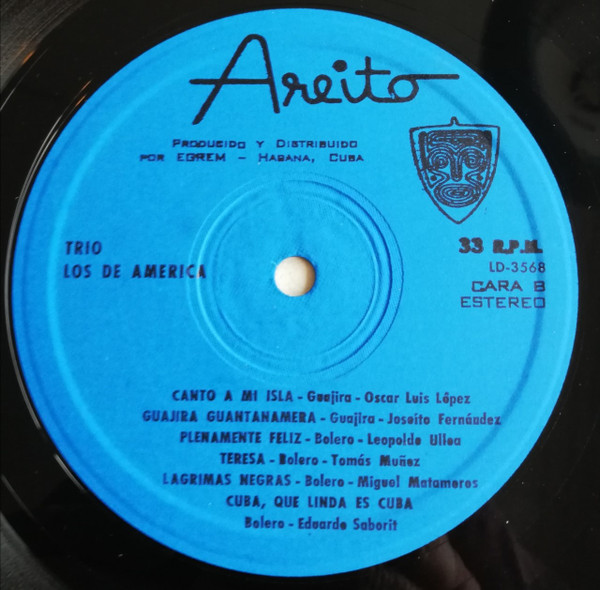 Areito
PRODUCIDO Y DISTRIBUIDO
POR EGREM - HABANA, CUBA
33 R.P.M.
TRIO
LOS DE AMERICA
LD-3568
CARA B
ESTEREO
CANTO A MI ISLA - Guajira - Oscar Luis López
GUAJIRA GUANTANAMERA - Guajira - Joseito Fernández
PLENAMENTE FELIZ - Bolero - Leopoldo Ulloa
TERESA - Bolero - Tomás Muñoz
LAGRIMAS NEGRAS - Bolero - Miguel Matamoros
CUBA, QUE LINDA ES CUBA
Bolero - Eduardo Saborit